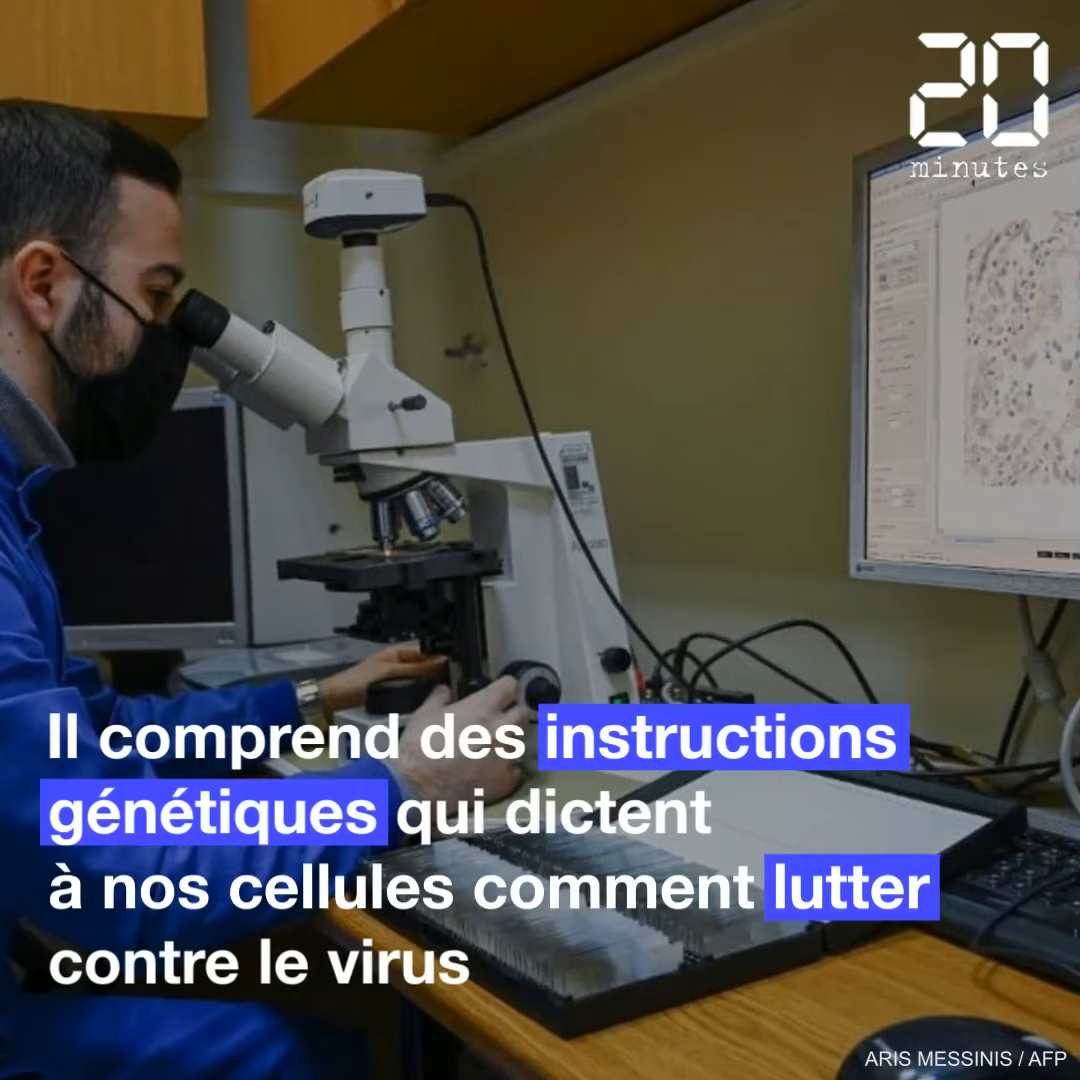 20
minutes
Il comprend des instructions
génétiques qui dictent
à nos cellules comment lutter
contre le virus
ARIS MESSINIS / AFP